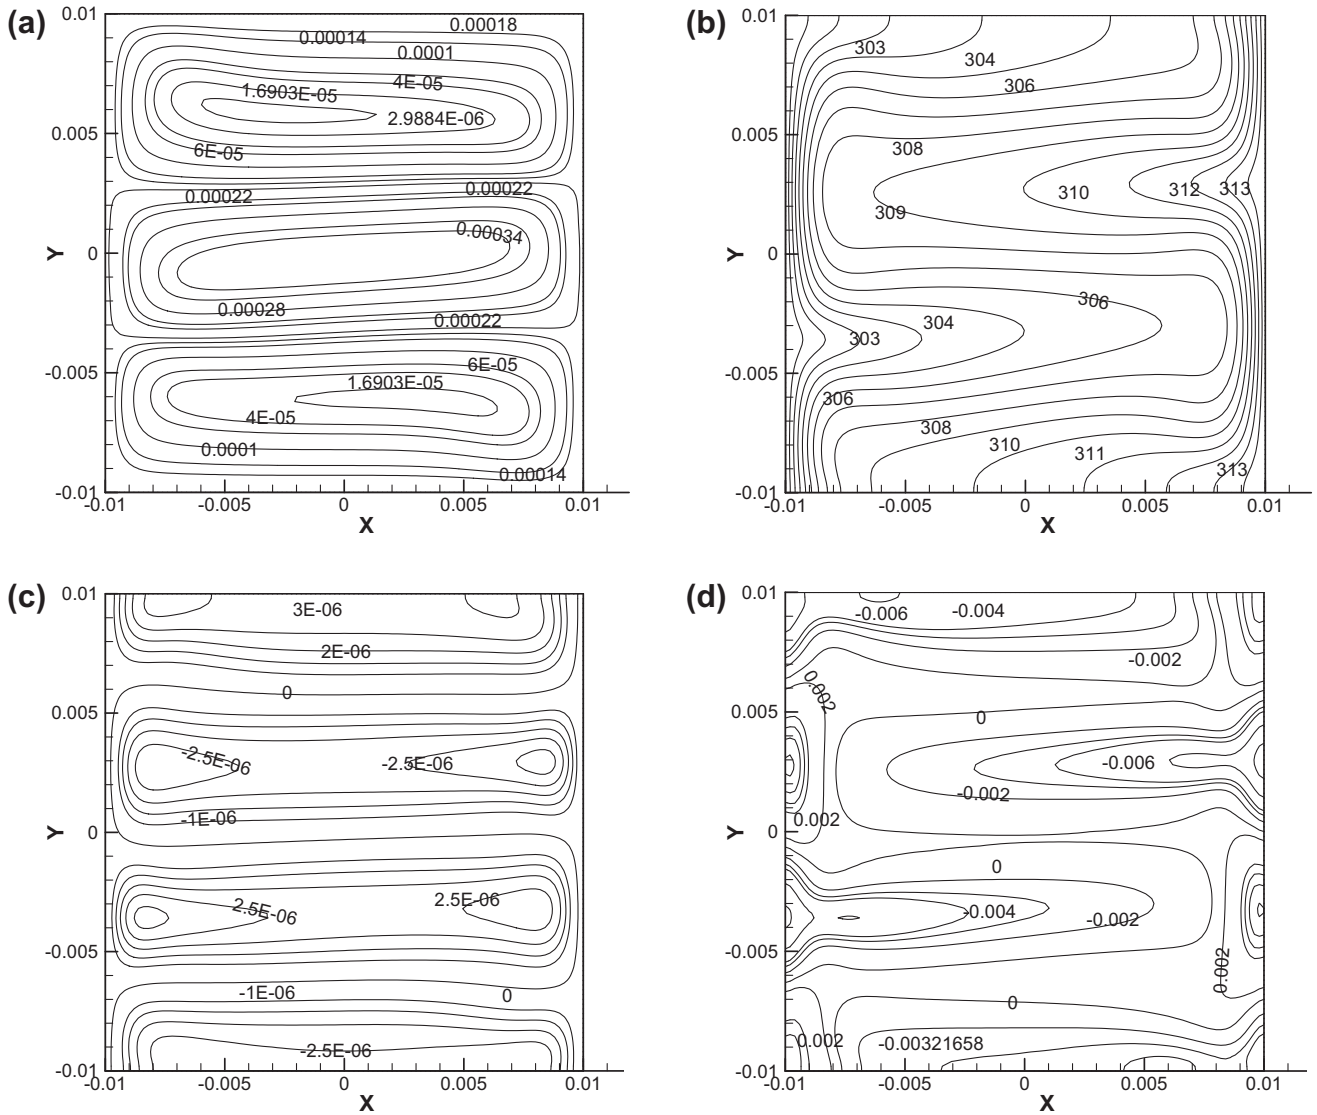 (a)
0.01
0.00018
0.00014
0.0001
4E-05
1.6903E-05
2.9884E-06
0.005
6E-05
0.00022
0.00022
0.00034
Y
0
0.00028
0.00022
-0.005
6E-05
1.6903E-05
4E-05
0.0001
0.00014
-0.01
-0.01 -0.005 0 0.005 0.01
X
(b)
0.01
303
304
306
0.005
308
310
312
313
309
Y
0
306
304
303
-0.005
306
308
310
311
313
-0.01
-0.01 -0.005 0 0.005 0.01
X
(c)
0.01
3E-06
2E-06
0
0.005
-2.5E-06
-2.5E-06
-1E-06
Y
0
2.5E-06
2.5E-06
-0.005
-1E-06
0
-2.5E-06
-0.01
-0.01 -0.005 0 0.005 0.01
X
(d)
0.01
-0.006
-0.004
-0.002
0.002
0.005
0
-0.006
-0.002
0.002
Y
0
0
-0.004
-0.002
-0.005
0.002
0
0.002
-0.00321658
-0.01
-0.01 -0.005 0 0.005 0.01
X